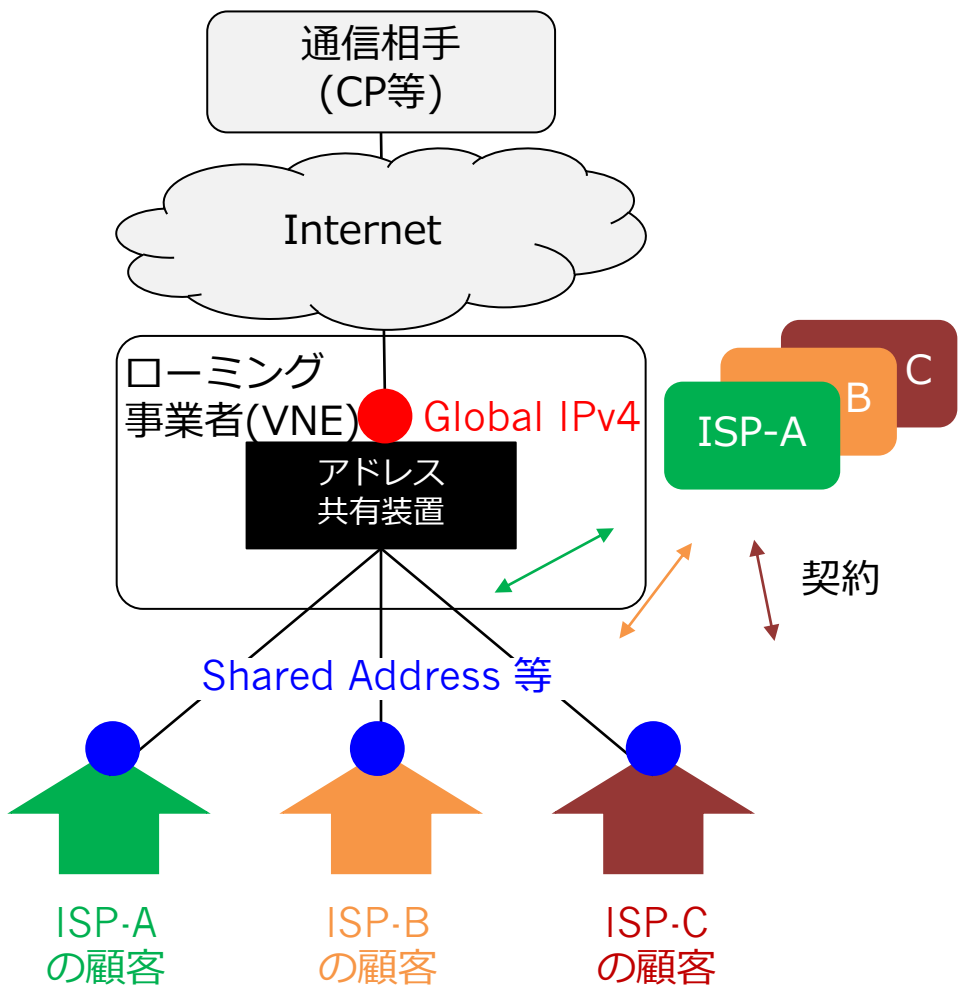 通信相手
(CP等)
Internet
ローミング
事業者(VNE)
Global IPv4
アドレス
共有装置
C
B
ISP-A
契約
Shared Address 等
ISP-A
の顧客
ISP-B
の顧客
ISP-C
の顧客